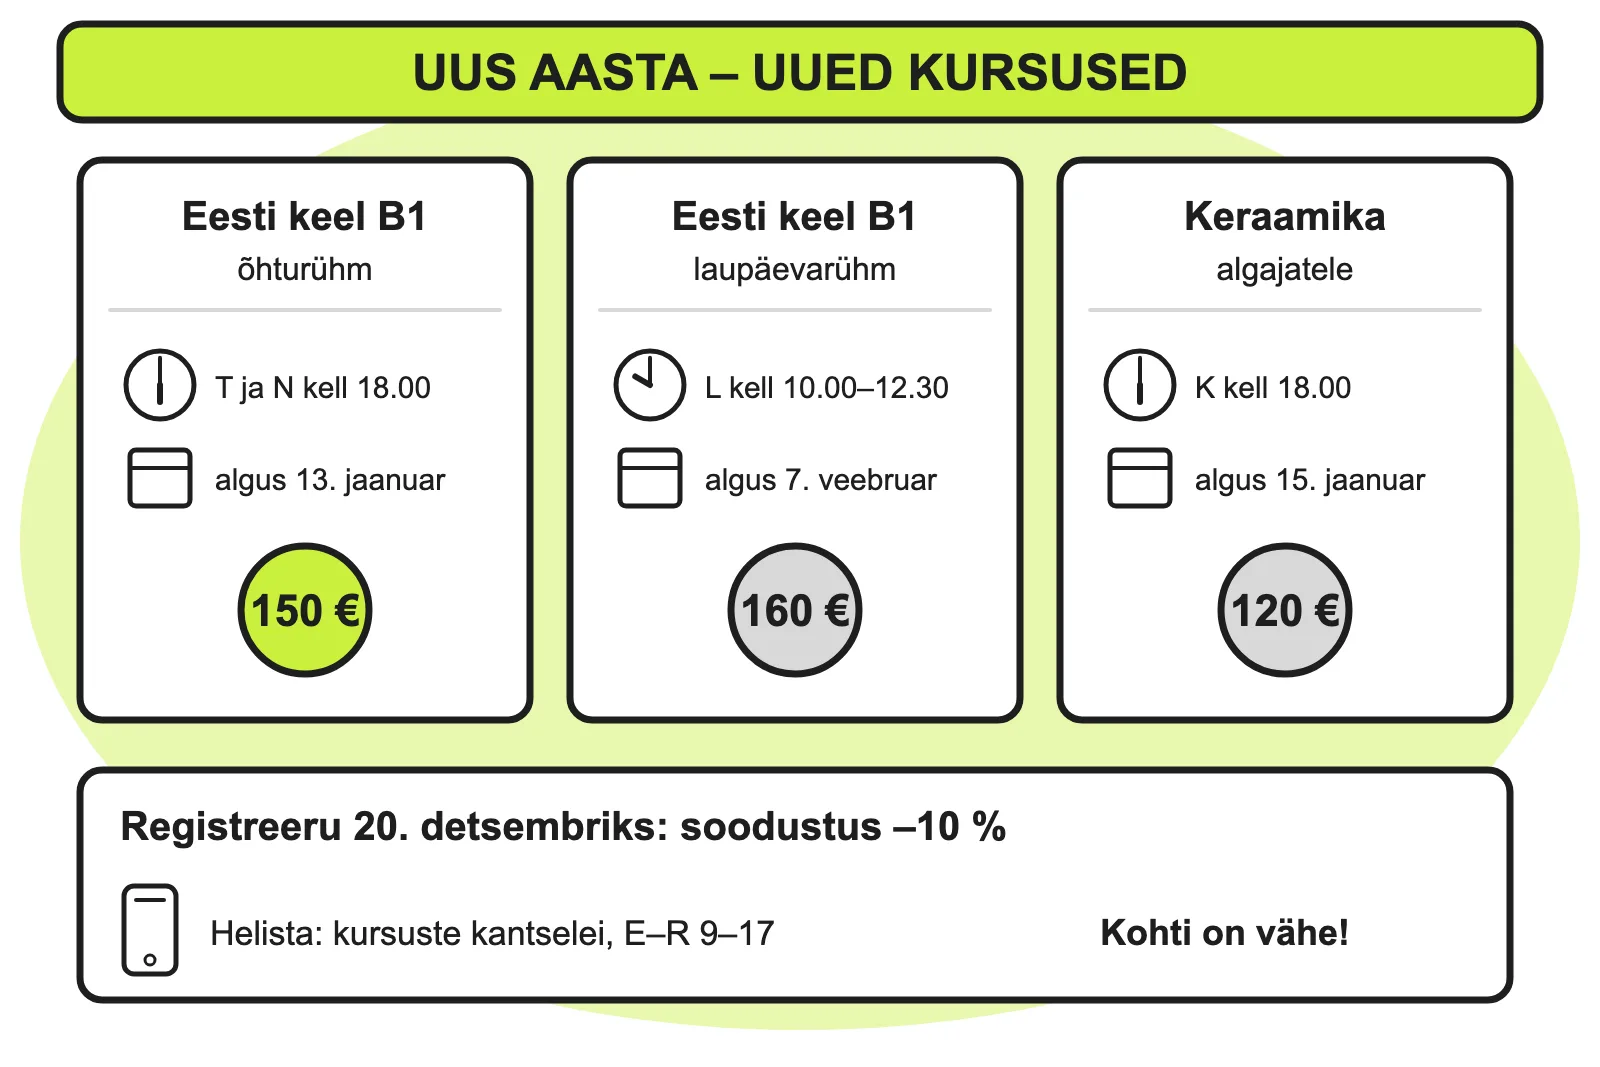 UUS AASTA – UUED KURSUSED
Eesti keel B1
õhturühm
T ja N kell 18.00
algus 13. jaanuar
150 €
Eesti keel B1
laupäevarühm
L kell 10.00–12.30
algus 7. veebruar
160 €
Keraamika
algajatele
K kell 18.00
algus 15. jaanuar
120 €
Registreeru 20. detsembriks: soodustus –10 %
Helista: kursuste kantselei, E–R 9–17
Kohti on vähe!